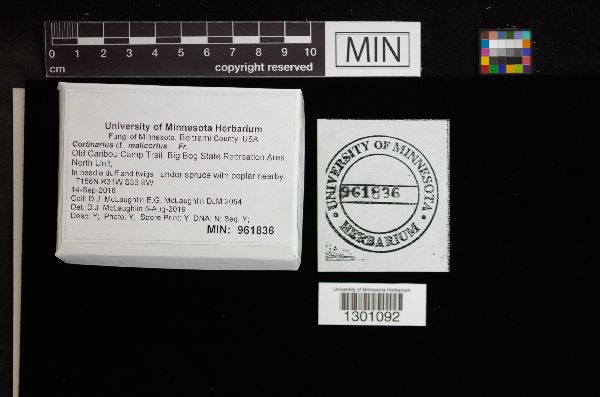 0 1 2 3 4 5 6 7 8 9 10
cm
copyright reserved
MIN
University of Minnesota Herbarium
Fungi of Minnesota, Beltrami County, USA
Cortinarius cf. malicorius Fr.
Old Caribou Camp Trail, Big Bog State Recreation Area,
North Unit,
In needle duff and twigs under spruce with poplar nearby.
T156N R31W S35 SW
14-Sep-2016
Coll: D.J. McLaughlin E.G. McLaughlin DJM 2054
Det: D.J. McLaughlin 5-Aug-2019
Desc: Y; Photo: Y; Spore Print: Y DNA: N; Seq: Y;
MIN: 961836
UNIVERSITY OF MINNESOTA
961836
HERBARIUM
University of Minnesota Herbarium
1301092